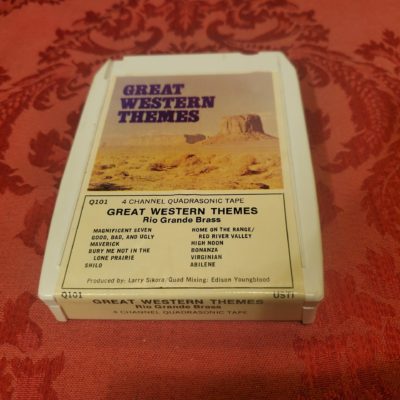 GREAT
WESTERN
THEMES
Q101 4 CHANNEL QUADRASONIC TAPE
GREAT WESTERN THEMES
Rio Grande Brass
MAGNIFICENT SEVEN
GOOD, BAD, AND UGLY
MAVERICK
BURY ME NOT IN THE
LONE PRAIRIE
SHILO
HOME ON THE RANGE/
RED RIVER VALLEY
HIGH NOON
BONANZA
VIRGINIAN
ABILENE
Produced by: Larry Sikora/Quad Mixing: Edison Youngblood
Q101 GREAT WESTERN THEMES USTI
Rio Grande Brass
4 CHANNEL QUADRASONIC TAPE